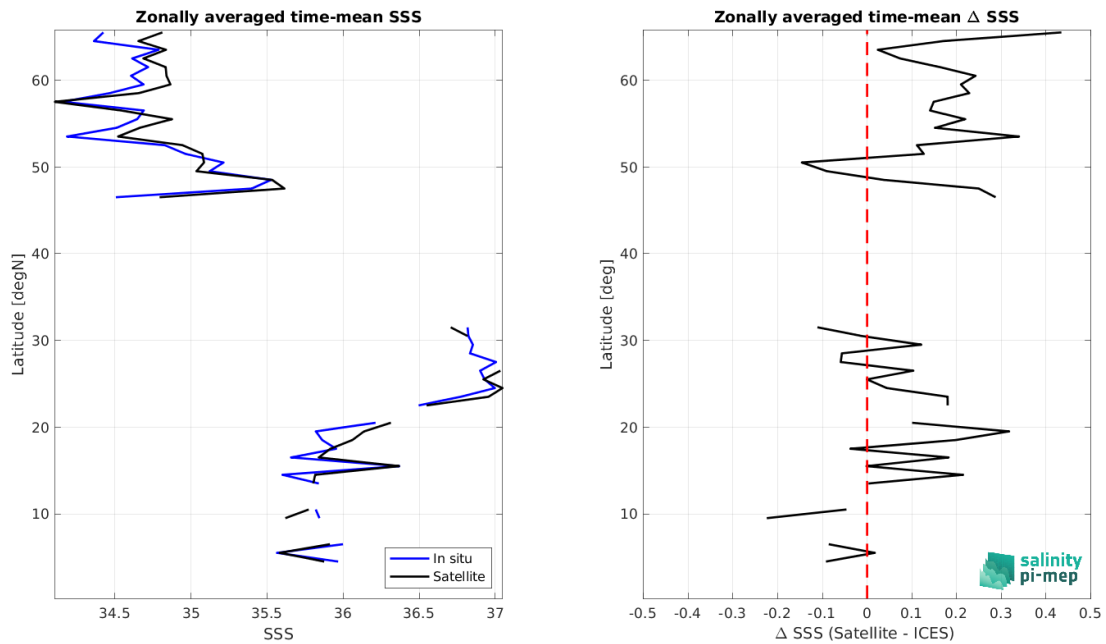 Zonally averaged time-mean SSS
60
50
40
30
20
10
Latitude [degN]
34.5
35
35.5
36
36.5
37
SSS
In situ
Satellite
Zonally averaged time-mean Δ SSS
60
50
40
30
20
10
Latitude [deg]
-0.5
-0.4
-0.3
-0.2
-0.1
0
0.1
0.2
0.3
0.4
0.5
Δ SSS (Satellite - ICES)
salinity
pi-mep